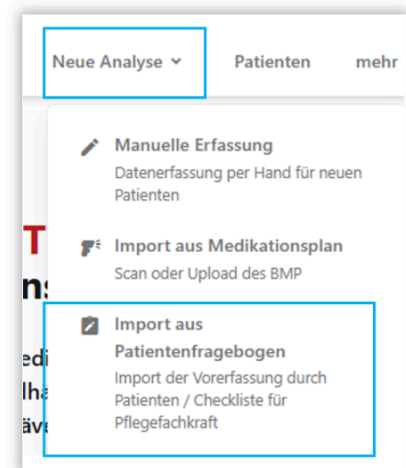 Neue Analyse Patienten mehr
Manuelle Erfassung
Datenerfassung per Hand für neuen
Patienten
Import aus Medikationsplan
Scan oder Upload des BMP
Import aus
Patientenfragebogen
Import der Vorerfassung durch
Patienten / Checkliste für
Pflegefachkraft